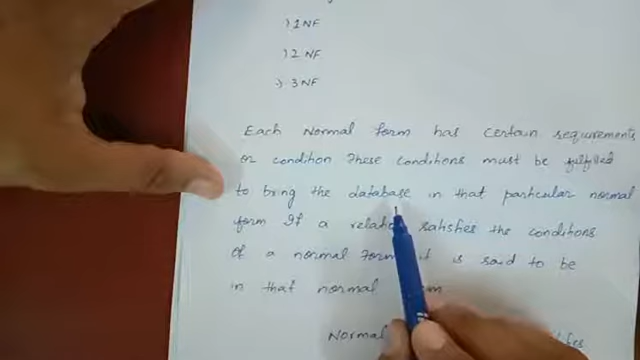 1 NF
2 NF
3 NF
Each Normal form has certain requirements
or condition These conditions must be fulfilled
to bring the database in that particular normal
form If a relation satisfies the conditions
of a normal form it is said to be
in that normal
Normal